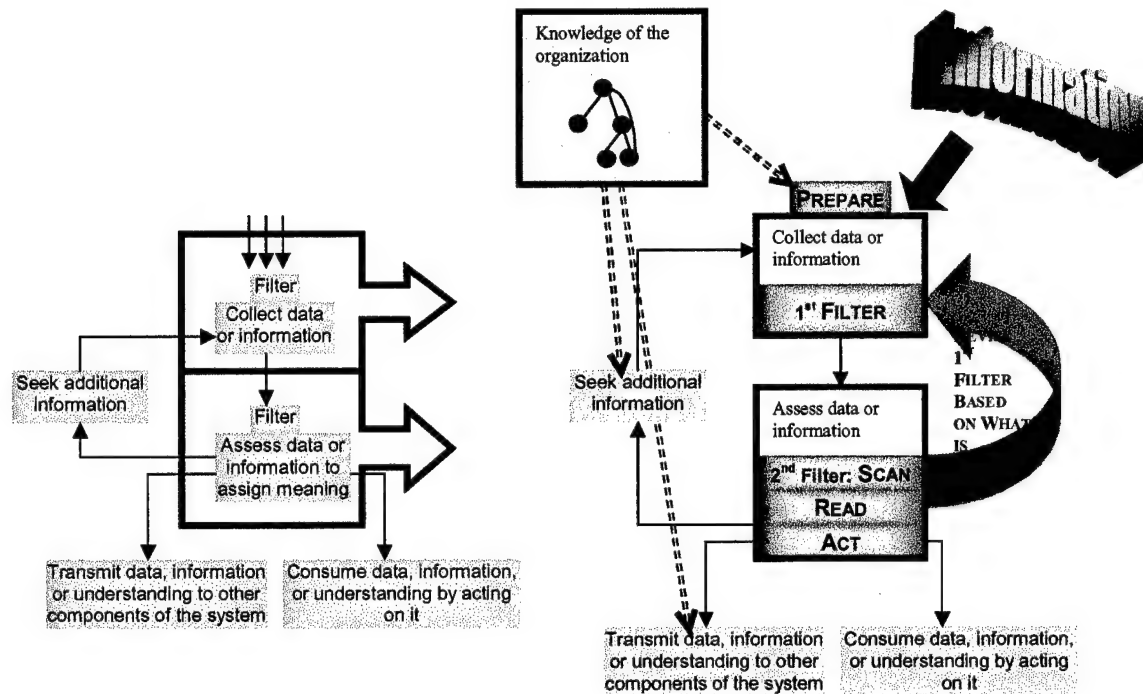 Filter
Collect data
or information
Seek additional
information
Filter
Assess data or
information to
assign meaning
Transmit data, information
or understanding to other
components of the system
Consume data, information,
or understanding by acting
on it
Knowledge of the
organization
Information
PREPARE
Collect data or
information
1st FILTER
Seek additional
information
Assess data or
information
2nd Filter: SCAN
READ
ACT
1
FILTER
BASED
ON WHAT
IS
Transmit data, information
or understanding to other
components of the system
Consume data, information,
or understanding by acting
on it